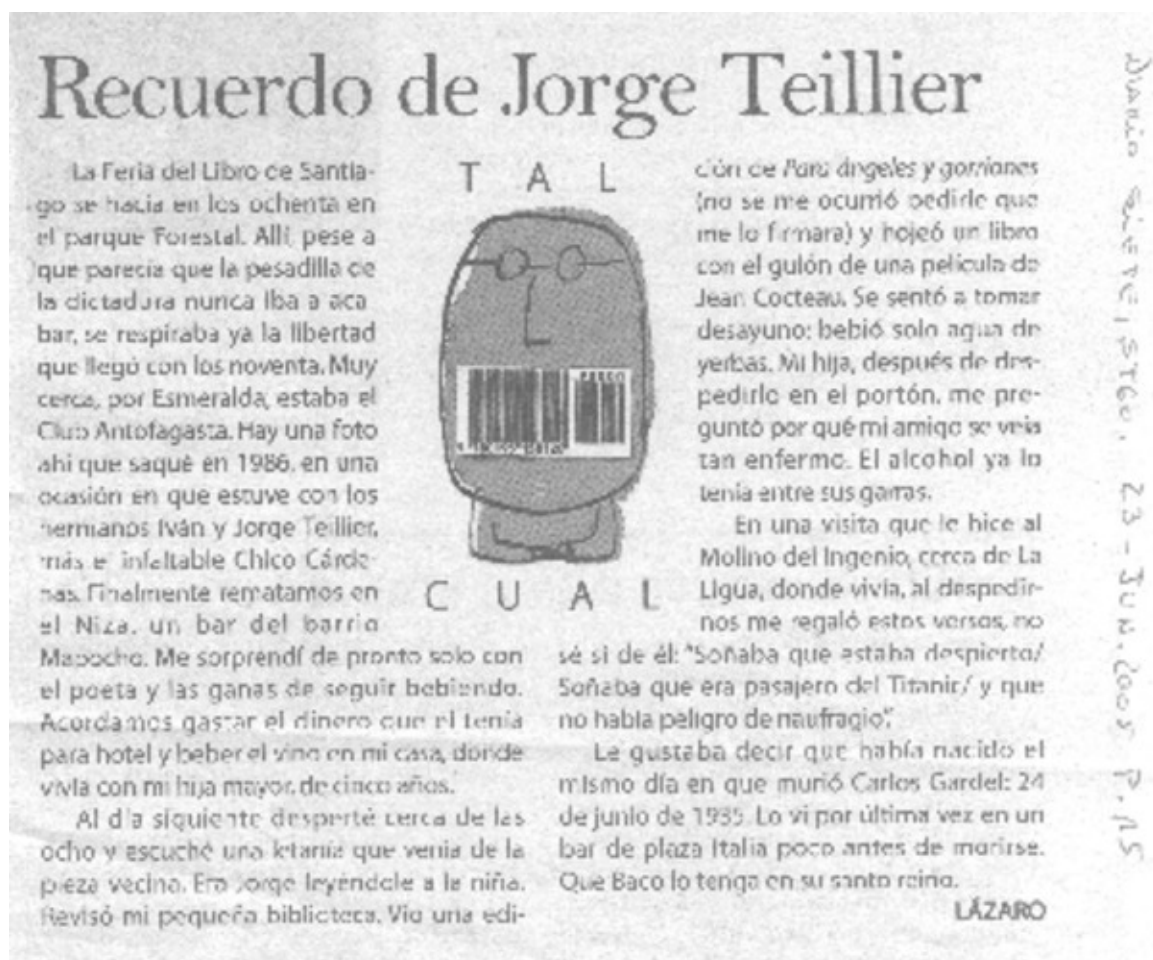 Recuerdo de Jorge Teillier
La Feria del Libro de Santia-
go se hacía en los ochenta en
el parque Forestal. Allí, pese a
que parecía que la pesadilla de
la dictadura nunca iba a aca
bar, se respiraba ya la libertad
que llegó con los noventa. Muy
cerca, por Esmeralda, estaba el
Club Antofagasta. Hay una foto
ahí que saqué en 1986, en una
ocasión en que estuve con los
hermanos Iván y Jorge Teillier,
más el infaltable Chico Cárde-
nas. Finalmente rematamos en
el Niza, un bar del barrio
Mapocho. Me sorprendí de pronto solo con
el poeta y las ganas de seguir bebiendo.
Acordamos gastar el dinero que él tenía
para hotel y beber el vino en mi casa, donde
vivía con mi hija mayor, de cinco años.
Al día siguiente desperté cerca de las
ocho y escuché una letanía que venía de la
pieza vecina. Era Jorge leyéndole a la niña.
Revisó mi pequeña biblioteca. Vio una edi-
TAL
CUAL
ción de Para ángeles y gorriones
(no se me ocurrió pedirle que
me lo firmara) y hojeó un libro
con el guión de una película de
Jean Cocteau. Se sentó a tomar
desayuno: bebió solo agua de
yerbas. Mi hija, después de des-
pedirlo en el portón, me pre-
guntó por qué mi amigo se veía
tan enfermo. El alcohol ya lo
tenía entre sus garras.
En una visita que le hice al
Molino del Ingenio, cerca de La
Ligua, donde vivía, al despedir-
nos me regaló estos versos, no
sé si de él: "Soñaba que estaba despierto/
Soñaba que era pasajero del Titanic/ y que
no había peligro de naufragio".
Le gustaba decir que había nacido el
mismo día en que murió Carlos Gardel: 24
de junio de 1935. Lo vi por última vez en un
bar de plaza Italia poco antes de morirse.
Que Baco lo tenga en su santo reino.
LÁZARO
Diario Siete, STGO, 23-JUN.2005 P.15